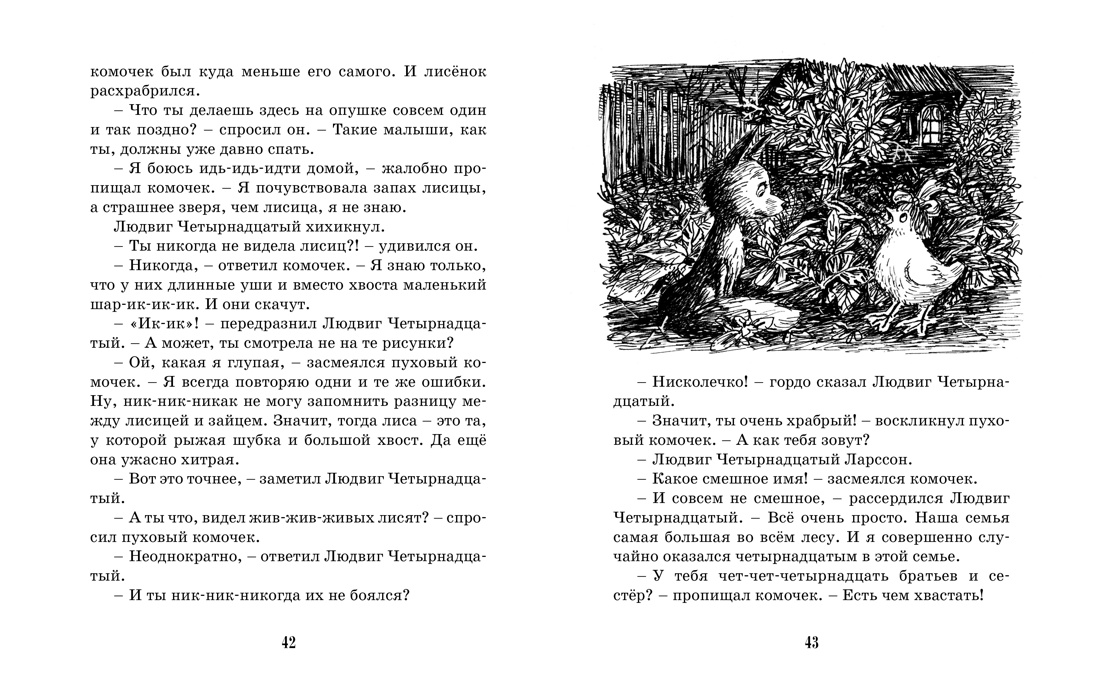 комочек был куда меньше его самого. И лисёнок
расхрабрился.
– Что ты делаешь здесь на опушке совсем один
и так поздно? – спросил он. – Такие малыши, как
ты, должны уже давно спать.
– Я боюсь идь-идь-идти домой, – жалобно про-
пищал комочек. – Я почувствовала запах лисицы,
а страшнее зверя, чем лисица, я не знаю.
Людвиг Четырнадцатый хихикнул.
– Ты никогда не видела лисиц?! – удивился он.
– Никогда, – ответил комочек. – Я знаю только,
что у них длинные уши и вместо хвоста маленький
шар-ик-ик-ик. И они скачут.
– «Ик-ик»! – передразнил Людвиг Четырнадца-
тый. – А может, ты смотрела не на те рисунки?
– Ой, какая я глупая, – засмеялся пуховый ко-
мочек. – Я всегда повторяю одни и те же ошибки.
Ну, ник-ник-никак не могу запомнить разницу ме-
жду лисицей и зайцем. Значит, тогда лиса – это та,
у которой рыжая шубка и большой хвост. Да ещё
она ужасно хитрая.
– Вот это точнее, – заметил Людвиг Четырнадца-
тый.
– А ты что, видел жив-жив-живых лисят? – спро-
сил пуховый комочек.
– Неоднократно, – ответил Людвиг Четырнадца-
тый.
– И ты ник-ник-никогда их не боялся?
42
– Нисколечко! – гордо сказал Людвиг Четырна-
дцатый.
– Значит, ты очень храбрый! – воскликнул пухо-
вый комочек. – А как тебя зовут?
– Людвиг Четырнадцатый Ларссон.
– Какое смешное имя! – засмеялся комочек.
– И совсем не смешное, – рассердился Людвиг
Четырнадцатый. – Всё очень просто. Наша семья
самая большая во всём лесу. И я совершенно слу-
чайно оказался четырнадцатым в этой семье.
– У тебя чет-чет-четырнадцать братьев и се-
стёр? – пропищал комочек. – Есть чем хвастать!
43